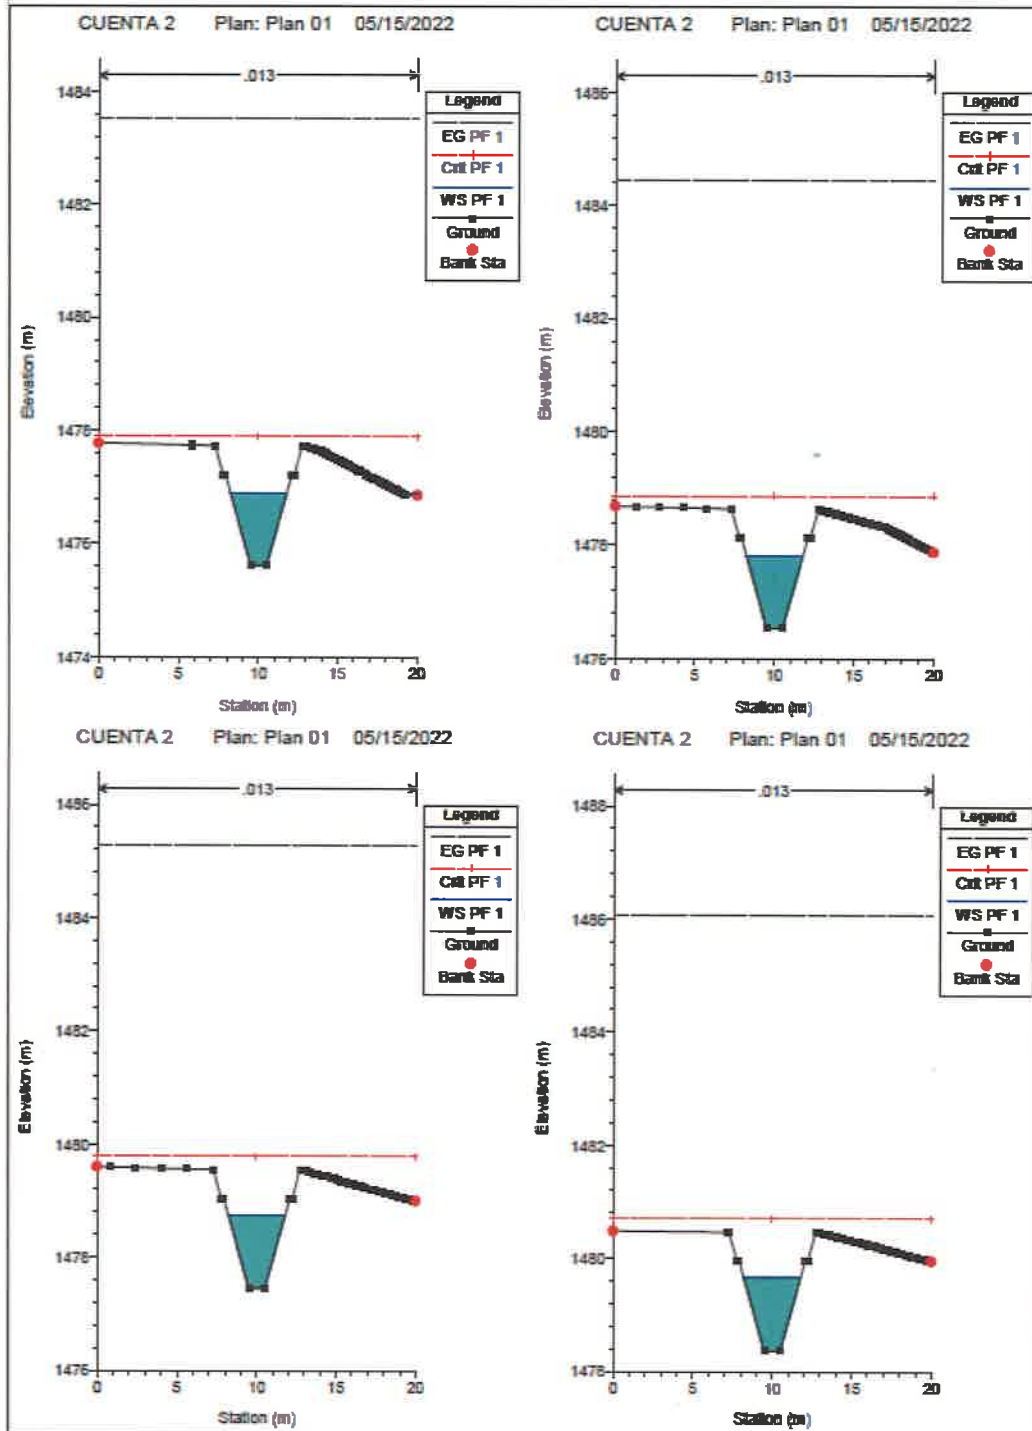 CUENTA 2 Plan: Plan 01 05/15/2022
.013
Legend
EG PF 1
Crit PF 1
WS PF 1
Ground
Bank Sta
1484
1482
1480
1478
1476
1474
Elevation (m)
0 5 10 15 20
Station (m)
CUENTA 2 Plan: Plan 01 05/15/2022
.013
Legend
EG PF 1
Crit PF 1
WS PF 1
Ground
Bank Sta
1486
1484
1482
1480
1478
1476
Elevation (m)
0 5 10 15 20
Station (m)
CUENTA 2 Plan: Plan 01 05/15/2022
.013
Legend
EG PF 1
Crit PF 1
WS PF 1
Ground
Bank Sta
1486
1484
1482
1480
1478
1476
Elevation (m)
0 5 10 15 20
Station (m)
CUENTA 2 Plan: Plan 01 05/15/2022
.013
Legend
EG PF 1
Crit PF 1
WS PF 1
Ground
Bank Sta
1488
1486
1484
1482
1480
1478
Elevation (m)
0 5 10 15 20
Station (m)